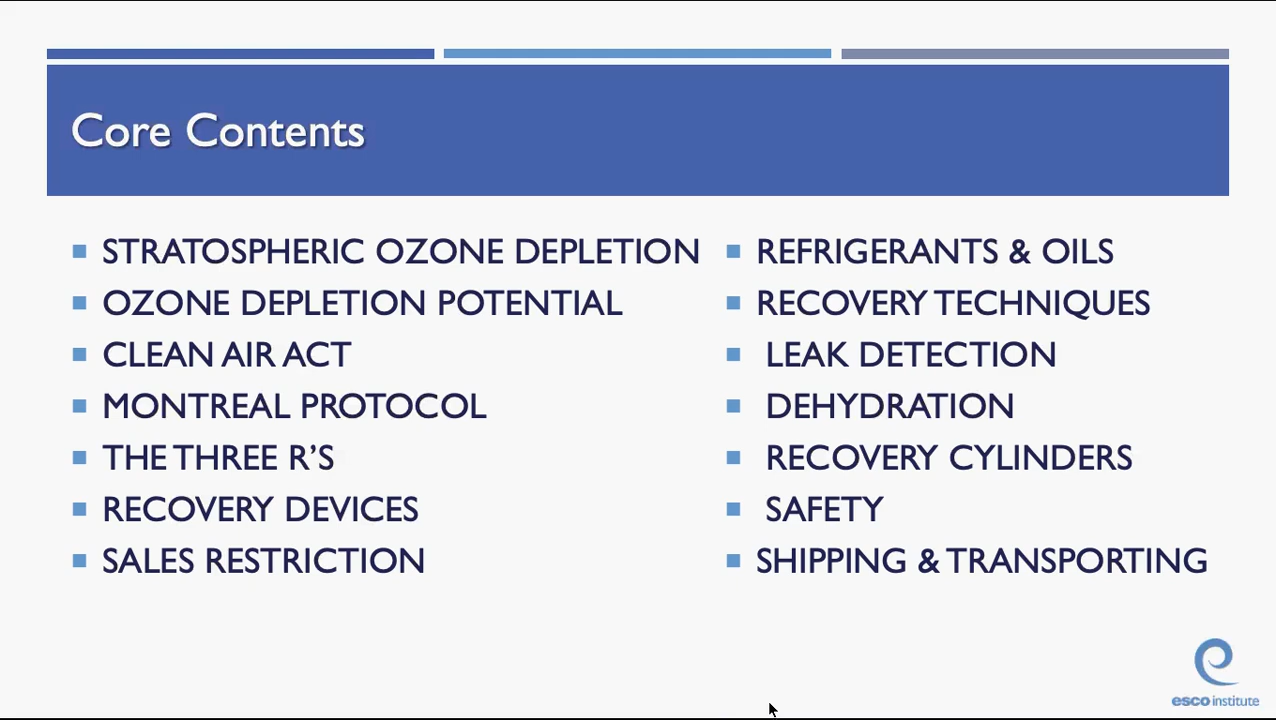 Core Contents
STRATOSPHERIC OZONE DEPLETION
OZONE DEPLETION POTENTIAL
CLEAN AIR ACT
MONTREAL PROTOCOL
THE THREE R’S
RECOVERY DEVICES
SALES RESTRICTION
REFRIGERANTS & OILS
RECOVERY TECHNIQUES
LEAK DETECTION
DEHYDRATION
RECOVERY CYLINDERS
SAFETY
SHIPPING & TRANSPORTING
esco institute